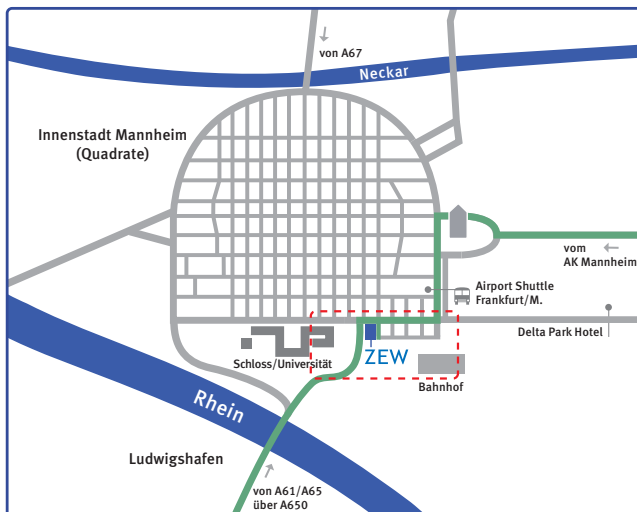 von A67
Neckar
Innenstadt Mannheim
(Quadrate)
vom
AK Mannheim
Airport Shuttle
Frankfurt/M.
Delta Park Hotel
ZEW
Schloss/Universität
Bahnhof
Rhein
Ludwigshafen
von A61/A65
über A650